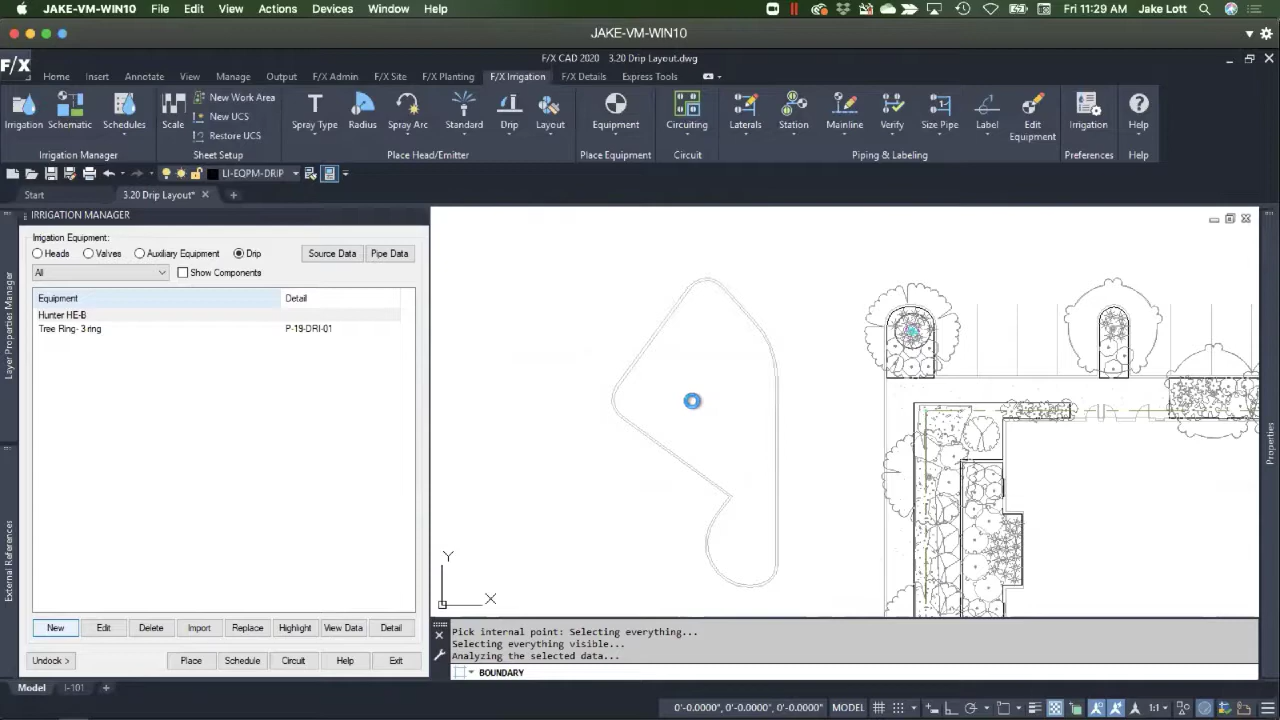 JAKE-VM-WIN10 View Actions Devices Window Help Fri 11:29 AM Jake Lott
JAKE-VM-WIN10
F/X F/X CAD 2020 3.20 Drip Layout.dwg
Home Insert Annotate View Manage Output F/X Admin F/X Site F/X Planting F/X Irrigation F/X Details Express Tools
New Work Area
New UCS
Restore UCS
Irrigation Schematic Schedules Scale Spray Type Radius Spray Arc Standard Drip Layout Equipment Circuiting Laterals Station Mainline Verify Size Pipe Label Edit Equipment Irrigation Help
Irrigation Manager Sheet Setup Place Head/Emitter Place Equipment Circuit Piping & Labeling Preferences Help
LI-EQPM-DRIP
Start 3.20 Drip Layout*
IRRIGATION MANAGER
Irrigation Equipment:
Heads Valves Auxiliary Equipment Drip Source Data Pipe Data
All Show Components
Equipment Detail
Hunter HE-B
Tree Ring- 3 ring P-19-DRI-01
New Edit Delete Import Replace Highlight View Data Detail
Undock > Place Schedule Circuit Help Exit
Layer Properties Manager
External References
Properties
Y
X
Pick internal point: Selecting everything...
Selecting everything visible...
Analyzing the selected data...
BOUNDARY
Model I-101
0'-0.0000", 0'-0.0000", 0'-0.0000" MODEL 1:1